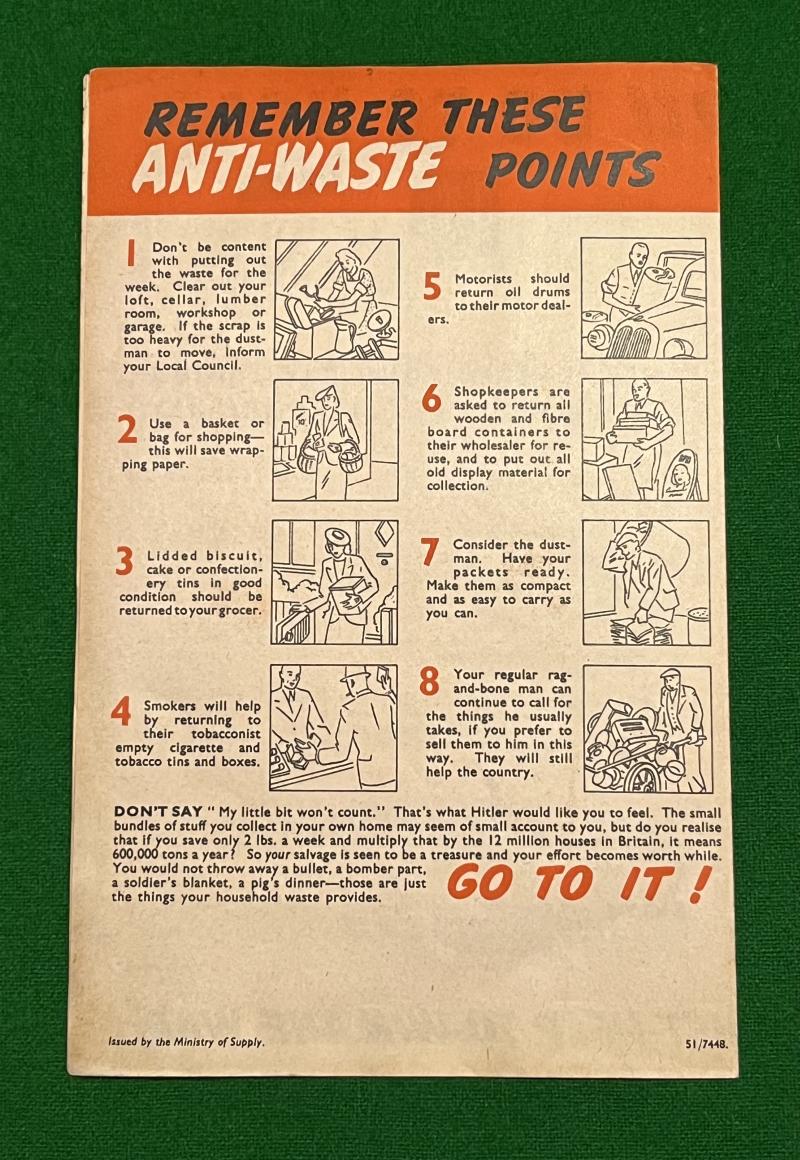 REMEMBER THESE
ANTI-WASTE POINTS
1 Don't be content
with putting out
the waste for the
week. Clear out your
loft, cellar, lumber
room, workshop or
garage. If the scrap is
too heavy for the dust-
man to move, inform
your Local Council.
2 Use a basket or
bag for shopping—
this will save wrap-
ping paper.
3 Lidded biscuit,
cake or confection-
ery tins in good
condition should be
returned to your grocer.
4 Smokers will help
by returning to
their tobacconist
empty cigarette and
tobacco tins and boxes.
5 Motorists should
return oil drums
to their motor deal-
ers.
6 Shopkeepers are
asked to return all
wooden and fibre
board containers to
their wholesaler for re-
use, and to put out all
old display material for
collection.
7 Consider the dust-
man. Have your
packets ready.
Make them as compact
and as easy to carry as
you can.
8 Your regular rag-
and-bone man can
continue to call for
the things he usually
takes, if you prefer to
sell them to him in this
way. They will still
help the country.
DON'T SAY "My little bit won't count." That's what Hitler would like you to feel. The small
bundles of stuff you collect in your own home may seem of small account to you, but do you realise
that if you save only 2 lbs. a week and multiply that by the 12 million houses in Britain, it means
600,000 tons a year? So your salvage is seen to be a treasure and your effort becomes worth while.
You would not throw away a bullet, a bomber part,
a soldier's blanket, a pig's dinner—those are just
the things your household waste provides.
GO TO IT!
Issued by the Ministry of Supply.
51/7448.